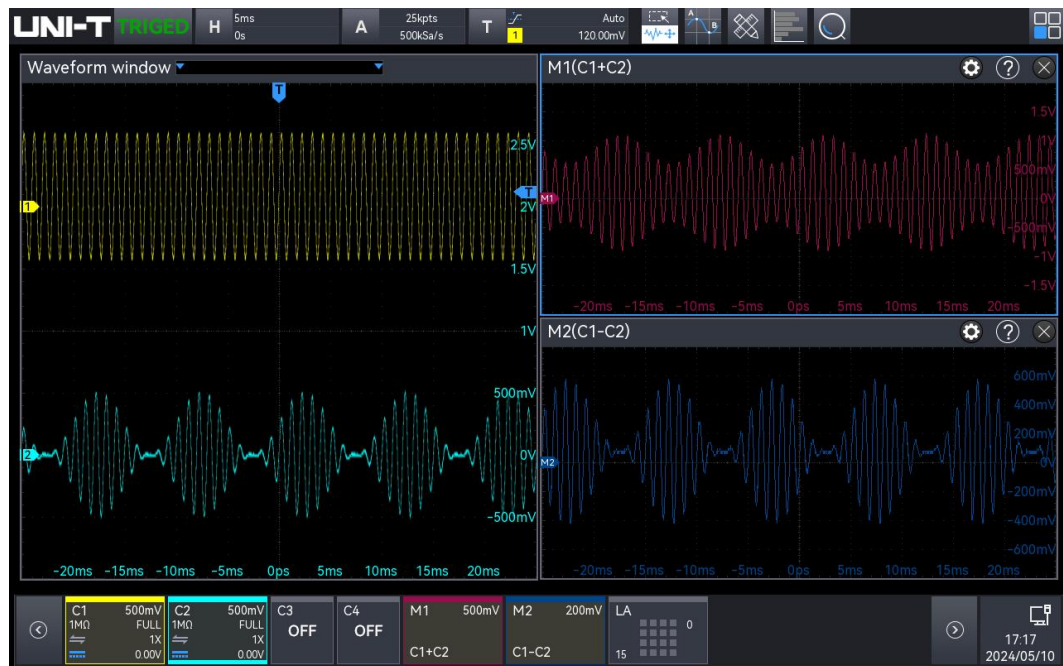 UNI-T TRIGED H 5ms A 25kpts T Auto
0s 500kSa/s 1 120.00mV A B
Waveform window
T
2.5V
1 T
2V
1.5V
1V
500mV
2 0V
-500mV
-20ms -15ms -10ms -5ms 0ps 5ms 10ms 15ms 20ms
M1(C1+C2) ?
1.5V
1V
500mV
M1 0V
-500mV
-1V
-1.5V
-20ms -15ms -10ms -5ms 0ps 5ms 10ms 15ms 20ms
M2(C1-C2) ?
600mV
400mV
200mV
M2 0V
-200mV
-400mV
-600mV
-20ms -15ms -10ms -5ms 0ps 5ms 10ms 15ms 20ms
C1 500mV C2 500mV C3 C4 M1 500mV M2 200mV LA
1MΩ FULL 1MΩ FULL OFF OFF 0
1X 1X
0.00V 0.00V C1+C2 C1-C2 15
17:17
2024/05/10